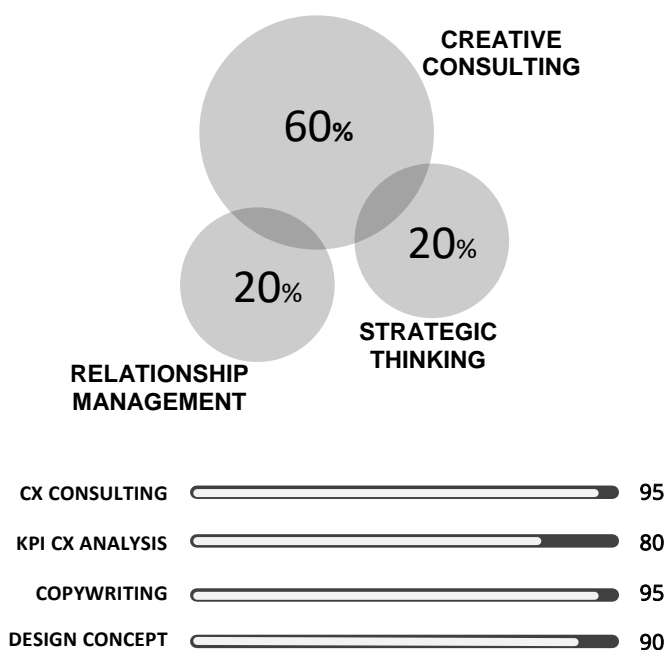 CREATIVE
CONSULTING
60%
20%
20%
STRATEGIC
THINKING
RELATIONSHIP
MANAGEMENT
CX CONSULTING 95
KPI CX ANALYSIS 80
COPYWRITING 95
DESIGN CONCEPT 90